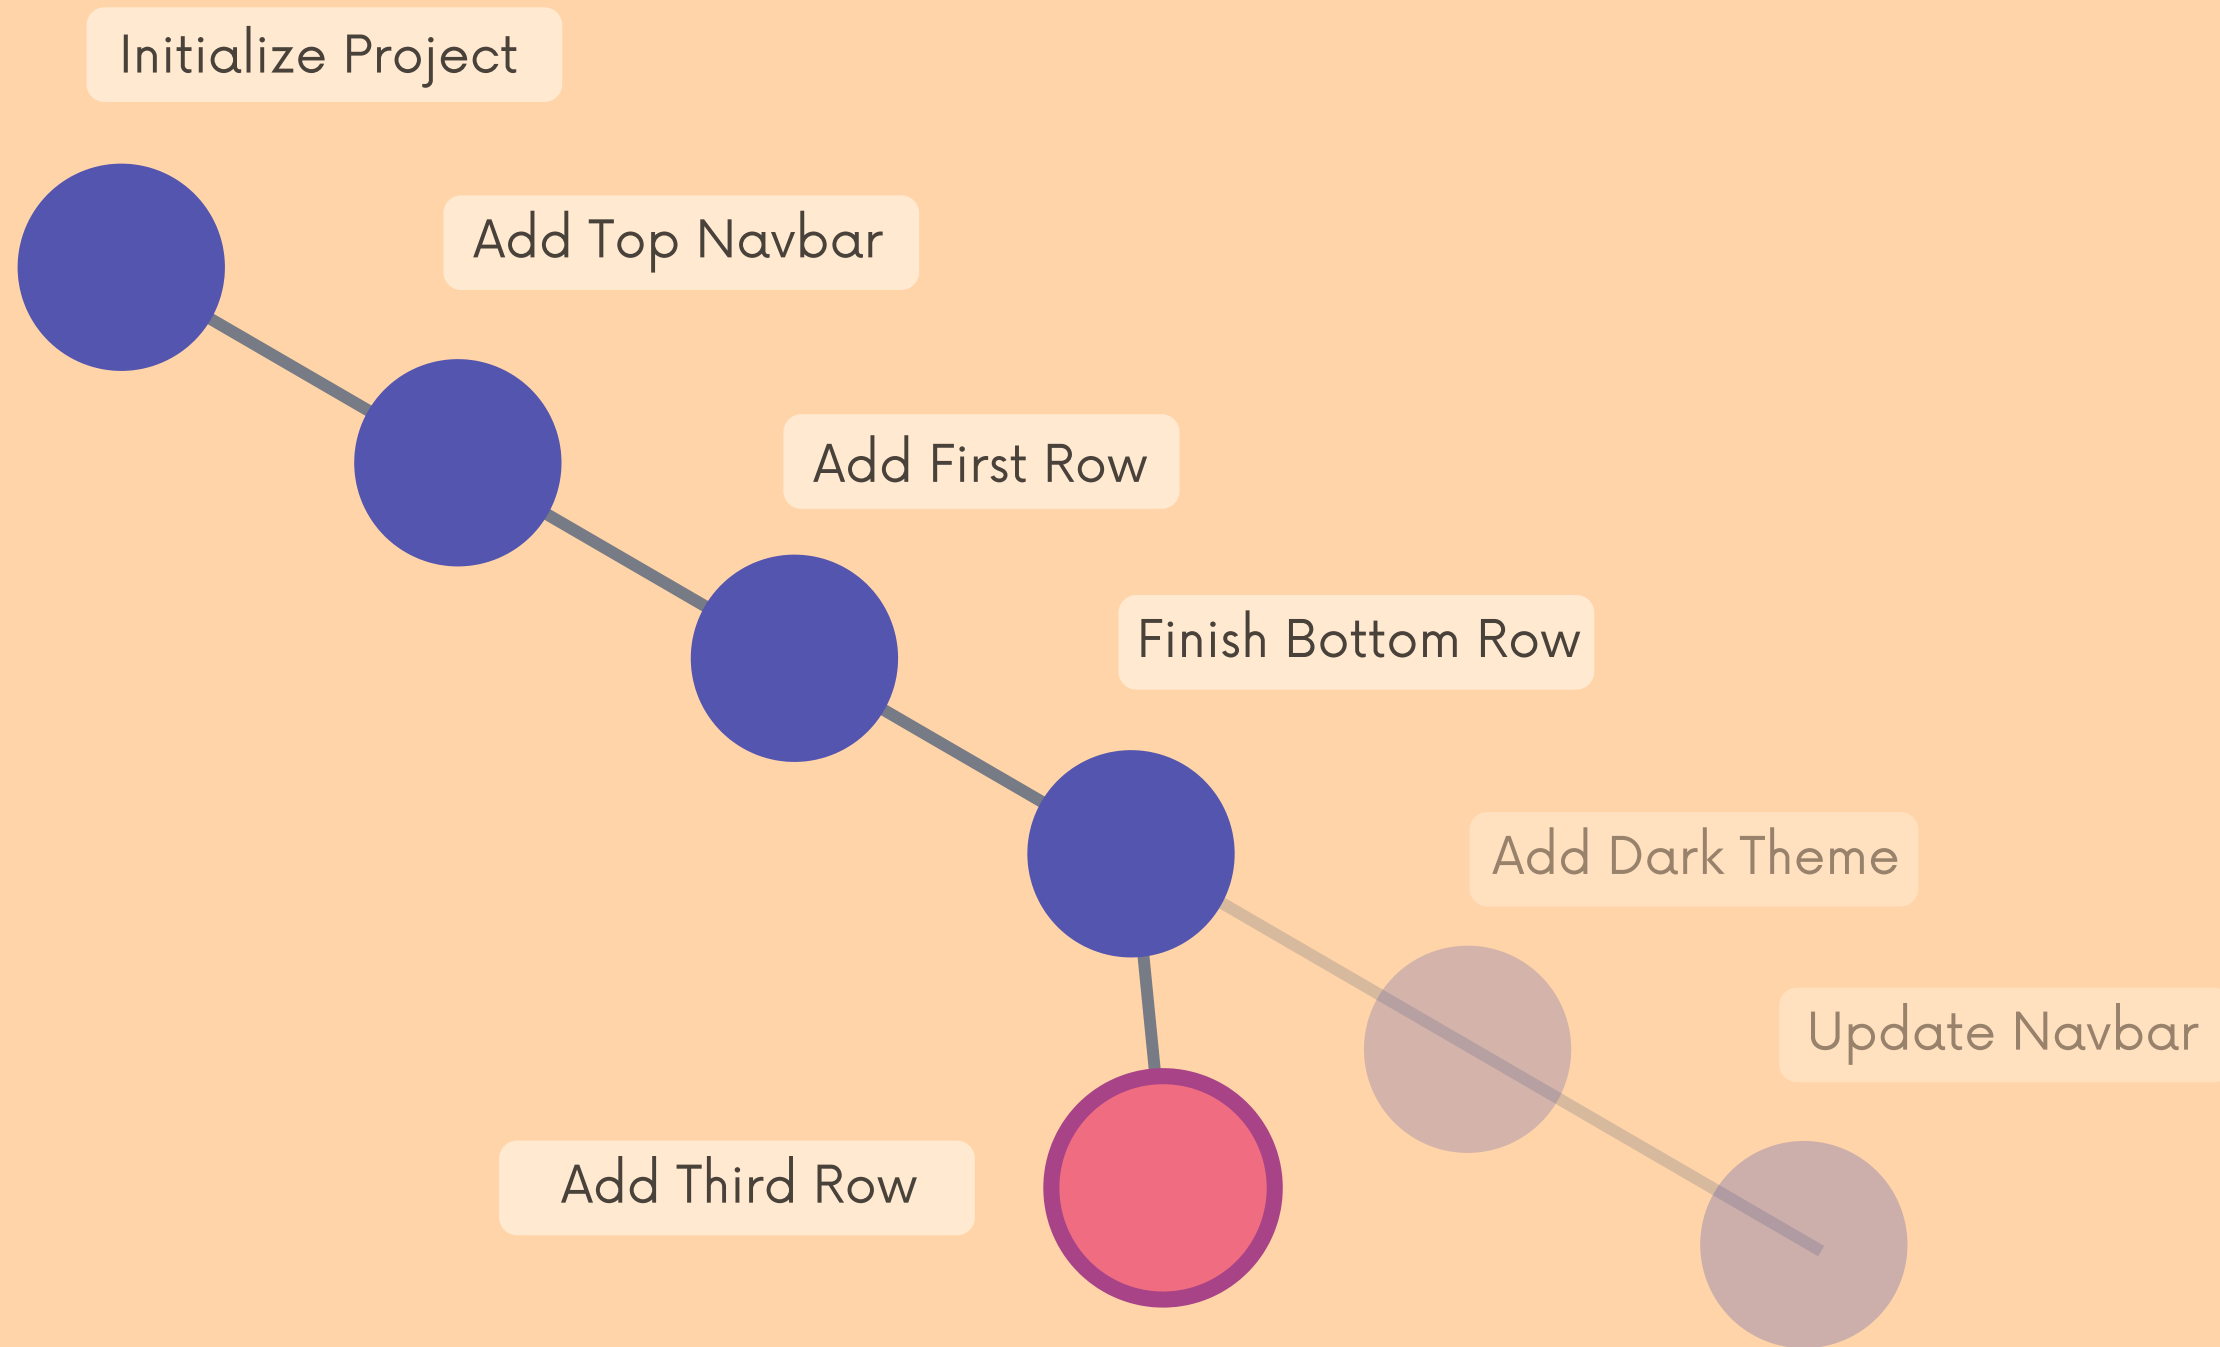 Initialize Project
Add Top Navbar
Add First Row
Finish Bottom Row
Add Dark Theme
Update Navbar
Add Third Row